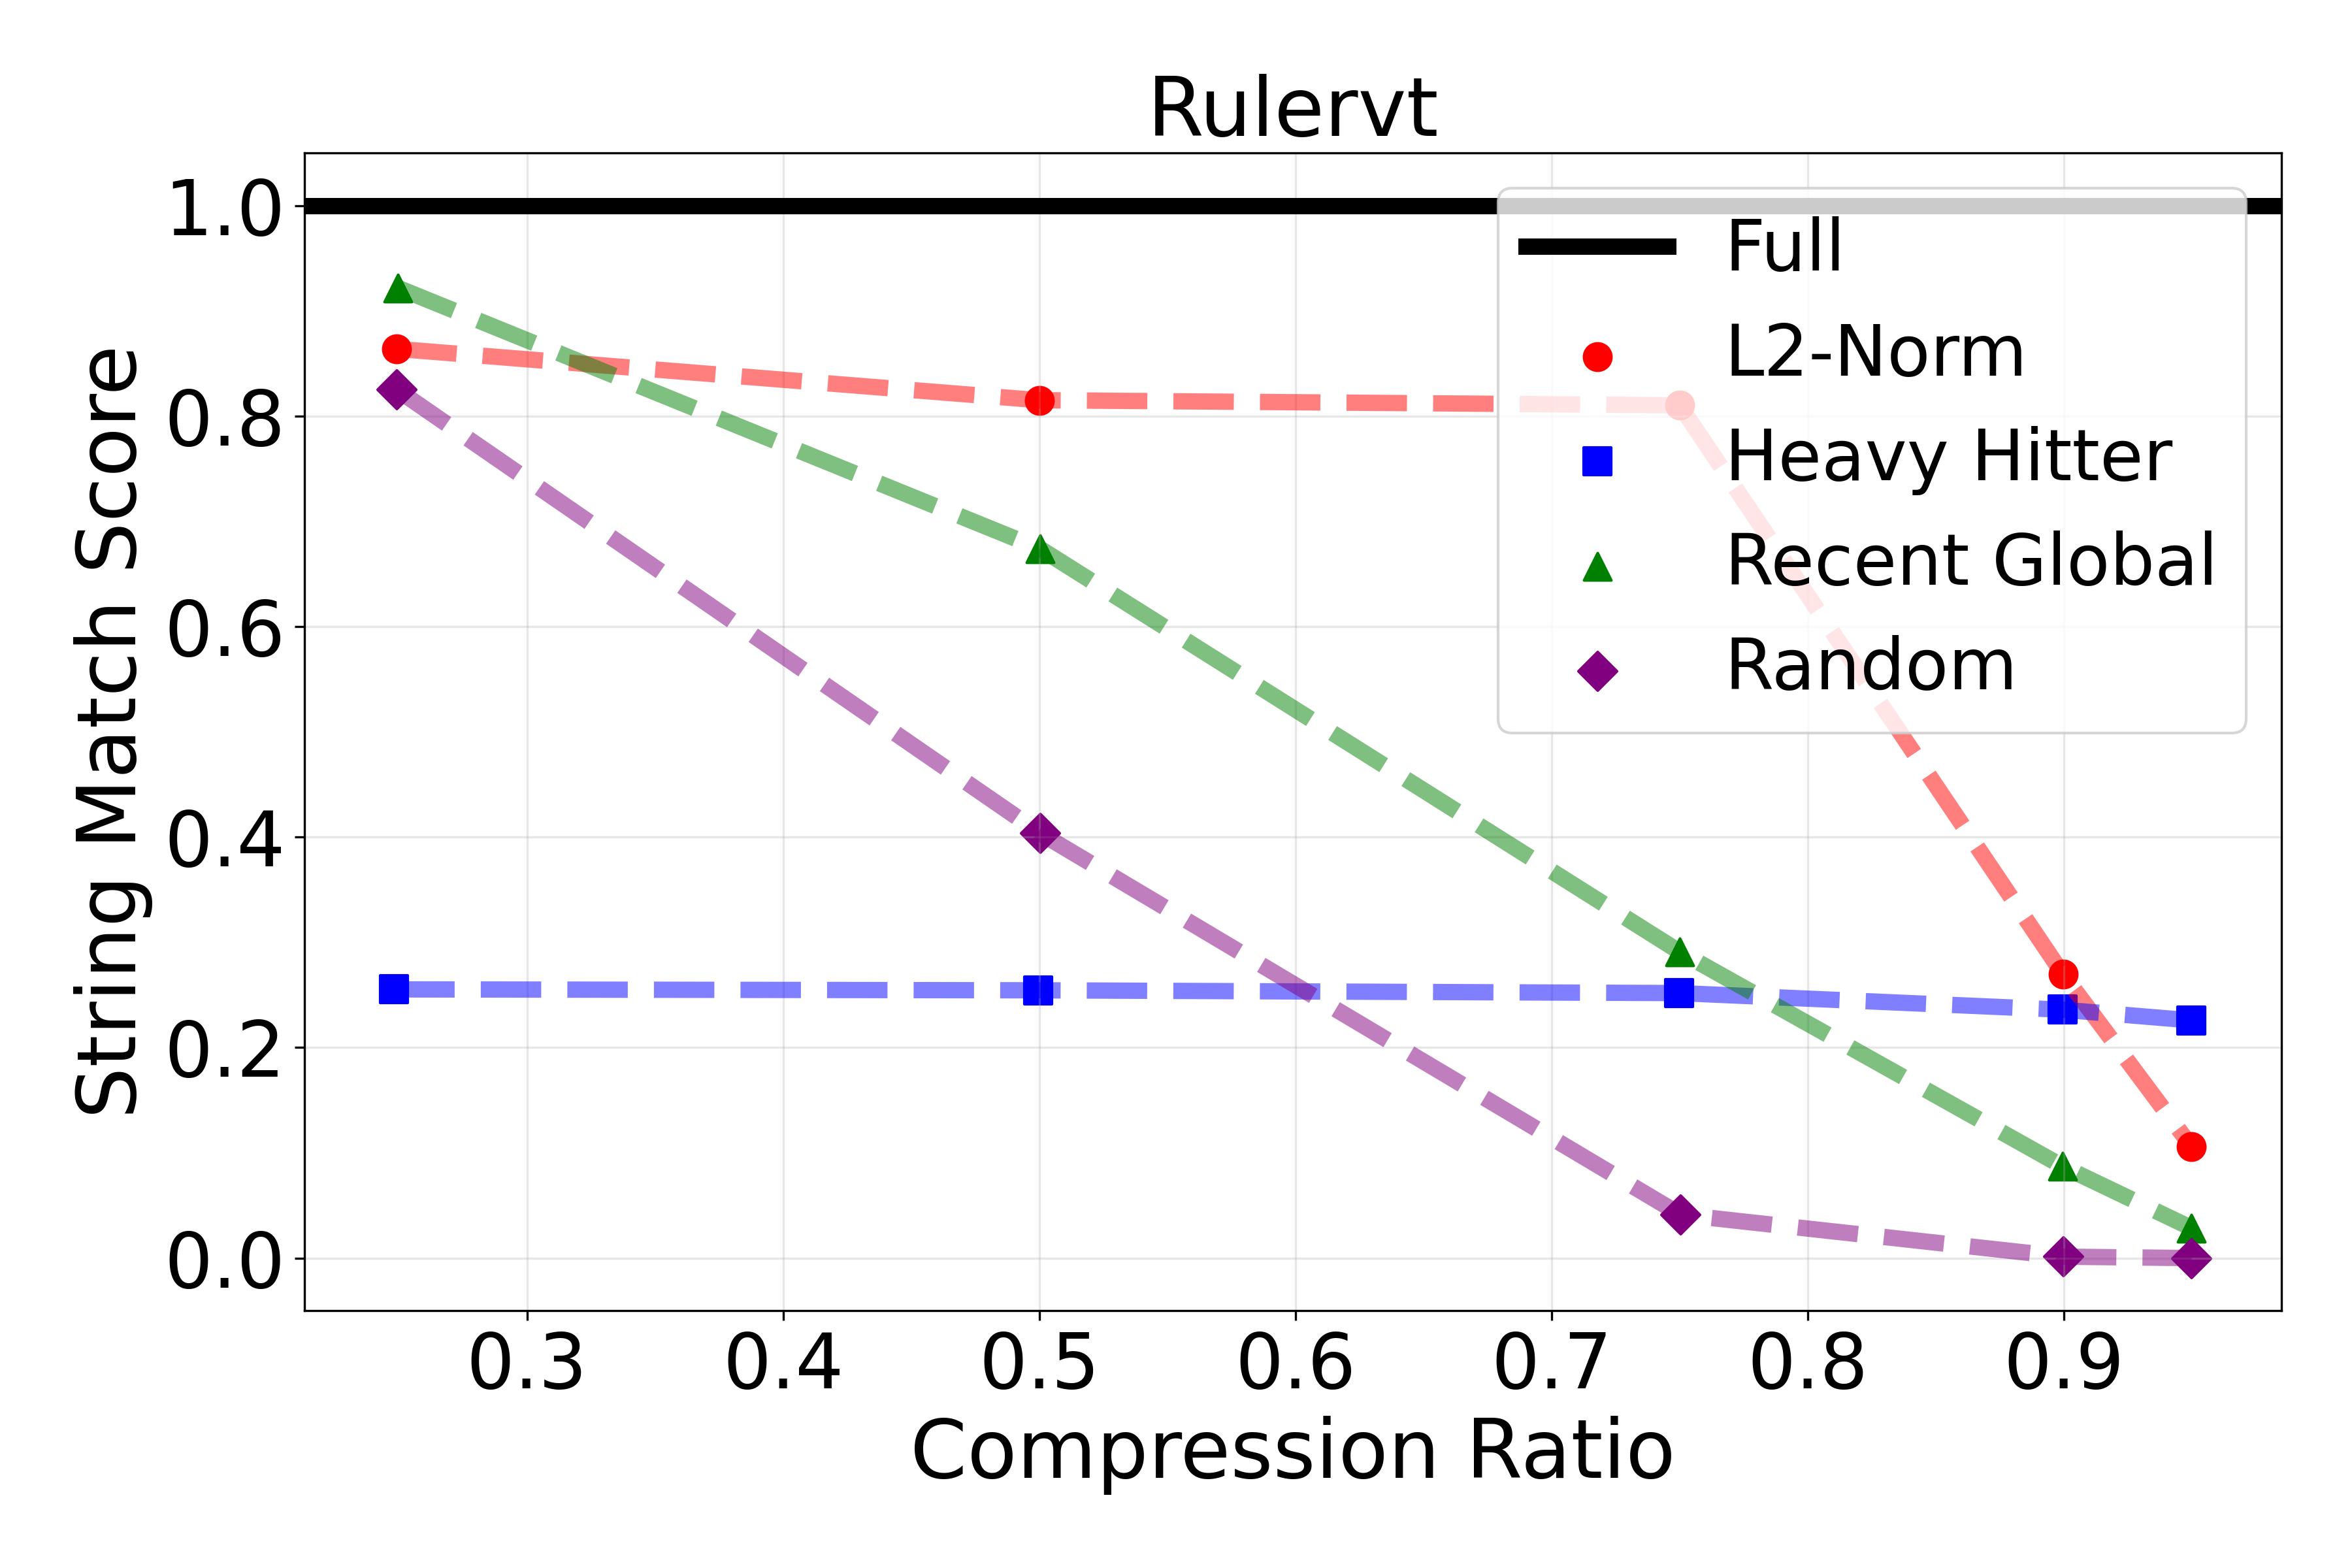 Rulervt
String Match Score
1.0
0.8
0.6
0.4
0.2
0.0
Full
L2-Norm
Heavy Hitter
Recent Global
Random
0.3 0.4 0.5 0.6 0.7 0.8 0.9
Compression Ratio